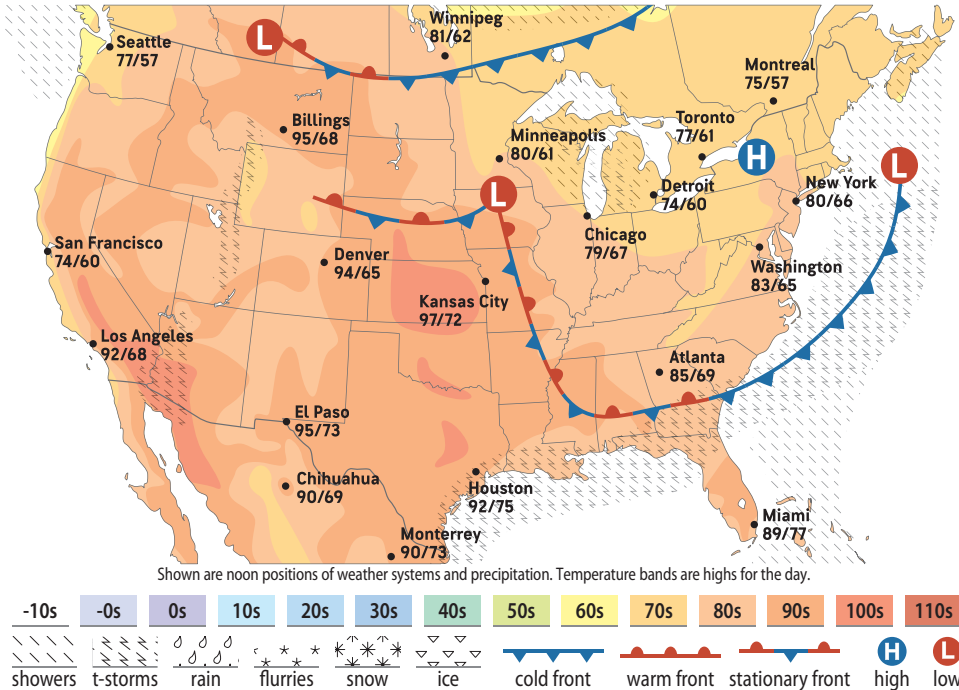 Winnipeg
81/62
L
Seattle
77/57
Montreal
75/57
Billings
95/68
Toronto
77/61
Minneapolis
80/61
H
L
L
Detroit
74/60
New York
80/66
San Francisco
74/60
Denver
94/65
Chicago
79/67
Washington
83/65
Kansas City
97/72
Los Angeles
92/68
Atlanta
85/69
El Paso
95/73
Chihuahua
90/69
Houston
92/75
Miami
89/77
Monterrey
90/73
Shown are noon positions of weather systems and precipitation. Temperature bands are highs for the day.
-10s -0s 0s 10s 20s 30s 40s 50s 60s 70s 80s 90s 100s 110s
H L
showers t-storms rain flurries snow ice cold front warm front stationary front high low